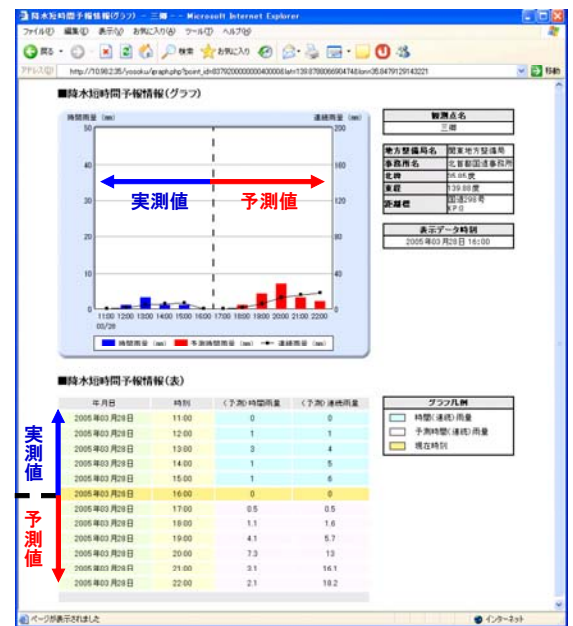 降水短時間予報情報(グラフ) - 三郷 - - Microsoft Internet Explorer
ファイル(F) 編集(E) 表示(V) お気に入り(A) ツール(T) ヘルプ(H)
戻る 検索 お気に入り
アドレス(D) 移動
■降水短時間予報情報(グラフ)
時間雨量 (mm) 連続雨量 (mm)
50 200
40 160
実測値 予測値
30 120
20 80
10 40
0 0
11:00 12:00 13:00 14:00 15:00 16:00 17:00 18:00 19:00 20:00 21:00 22:00
03/28
時間雨量 (mm) 予測時間雨量 (mm) 連続雨量 (mm)
観測点名
三郷
地方整備局名 関東地方整備局
事務所名 北首都国道事務所
北緯 35.85度
東経 139.88度
距離標 国道298号
KP.0
表示データ時刻
2005年03月28日 16:00
■降水短時間予報情報(表)
年月日 時刻 (予測)時間雨量 (予測)連続雨量
2005年03月28日 11:00 0 0
2005年03月28日 12:00 1 1
2005年03月28日 13:00 3 4
2005年03月28日 14:00 1 5
2005年03月28日 15:00 1 6
2005年03月28日 16:00 0 0
2005年03月28日 17:00 0.5 0.5
2005年03月28日 18:00 1.1 1.6
2005年03月28日 19:00 4.1 5.7
2005年03月28日 20:00 7.3 13
2005年03月28日 21:00 3.1 16.1
2005年03月28日 22:00 2.1 18.2
実測値
予測値
グラフ凡例
時間(連続)雨量
予測時間(連続)雨量
現在時刻
ページが表示されました インターネット